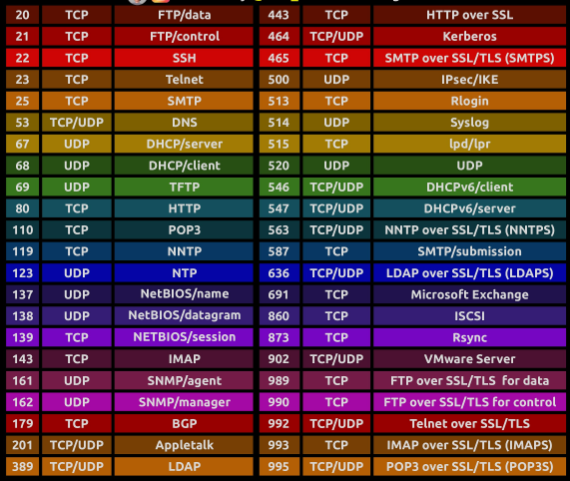 20 TCP FTP/data 443 TCP HTTP over SSL
21 TCP FTP/control 464 TCP/UDP Kerberos
22 TCP SSH 465 TCP SMTP over SSL/TLS (SMTPS)
23 TCP Telnet 500 UDP IPsec/IKE
25 TCP SMTP 513 TCP Rlogin
53 TCP/UDP DNS 514 UDP Syslog
67 UDP DHCP/server 515 TCP lpd/lpr
68 UDP DHCP/client 520 UDP UDP
69 UDP TFTP 546 TCP/UDP DHCPv6/client
80 TCP HTTP 547 TCP/UDP DHCPv6/server
110 TCP POP3 563 TCP/UDP NNTP over SSL/TLS (NNTPS)
119 TCP NNTP 587 TCP SMTP/submission
123 UDP NTP 636 TCP/UDP LDAP over SSL/TLS (LDAPS)
137 UDP NetBIOS/name 691 TCP Microsoft Exchange
138 UDP NetBIOS/datagram 860 TCP ISCSI
139 TCP NETBIOS/session 873 TCP Rsync
143 TCP IMAP 902 TCP/UDP VMware Server
161 UDP SNMP/agent 989 TCP FTP over SSL/TLS for data
162 UDP SNMP/manager 990 TCP FTP over SSL/TLS for control
179 TCP BGP 992 TCP/UDP Telnet over SSL/TLS
201 TCP/UDP Appletalk 993 TCP IMAP over SSL/TLS (IMAPS)
389 TCP/UDP LDAP 995 TCP/UDP POP3 over SSL/TLS (POP3S)